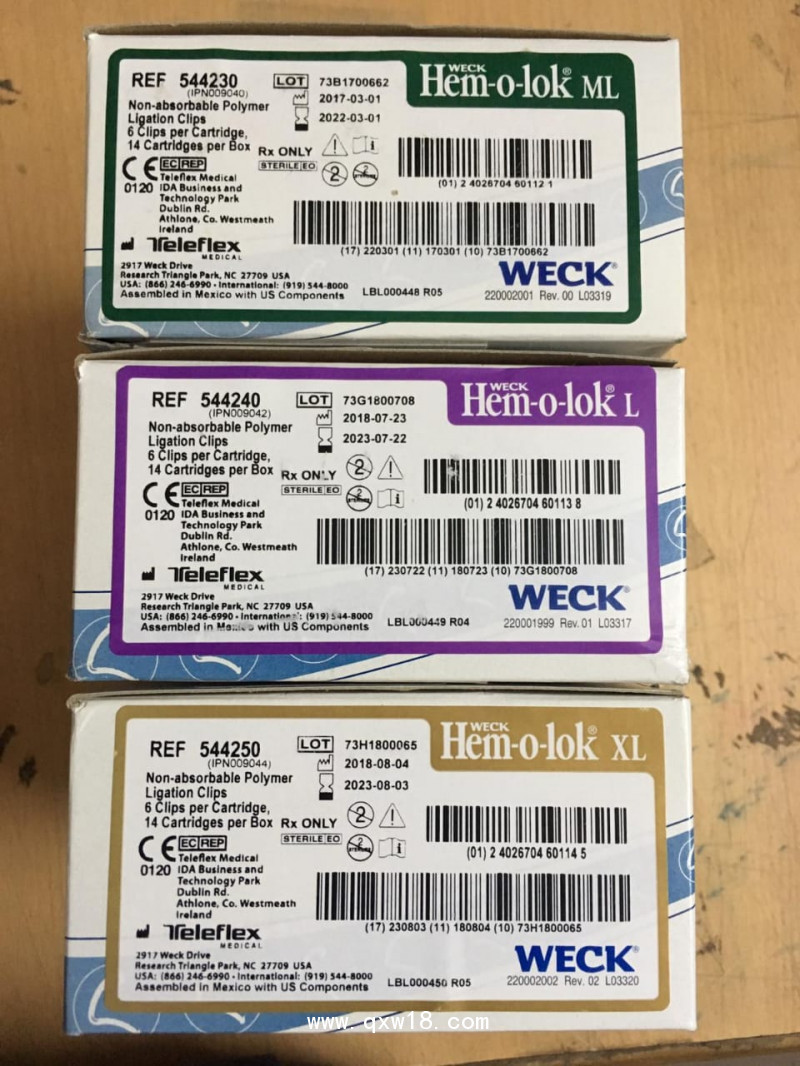 WECK
Hem-o-lok® ML
REF 544230
(IPN009040)
LOT 73B1700662
2017-03-01
2022-03-01
Non-absorbable Polymer
Ligation Clips
6 Clips per Cartridge,
14 Cartridges per Box
Rx ONLY
STERILE EO
(01) 2 4026704 60112 1
CE
0120
EC REP
Teleflex Medical
IDA Business and
Technology Park
Dublin Rd.
Athlone, Co. Westmeath
Ireland
(17) 220301 (11) 170301 (10) 73B1700662
Teleflex
MEDICAL
2917 Weck Drive
Research Triangle Park, NC 27709 USA
USA: (866) 246-6990 • International: (919) 544-8000
Assembled in Mexico with US Components
LBL000448 R05
WECK®
220002001 Rev. 00 L03319
WECK
Hem-o-lok® L
REF 544240
(IPN009042)
LOT 73G1800708
2018-07-23
2023-07-22
Non-absorbable Polymer
Ligation Clips
6 Clips per Cartridge,
14 Cartridges per Box
Rx ONLY
STERILE EO
(01) 2 4026704 60113 8
CE
0120
EC REP
Teleflex Medical
IDA Business and
Technology Park
Dublin Rd.
Athlone, Co. Westmeath
Ireland
(17) 230722 (11) 180723 (10) 73G1800708
Teleflex
MEDICAL
2917 Weck Drive
Research Triangle Park, NC 27709 USA
USA: (866) 246-6990 • International: (919) 544-8000
Assembled in Mexico with US Components
LBL000449 R04
WECK®
220001999 Rev. 01 L03317
WECK
Hem-o-lok® XL
REF 544250
(IPN009044)
LOT 73H1800065
2018-08-04
2023-08-03
Non-absorbable Polymer
Ligation Clips
6 Clips per Cartridge,
14 Cartridges per Box
Rx ONLY
STERILE EO
(01) 2 4026704 60114 5
CE
0120
EC REP
Teleflex Medical
IDA Business and
Technology Park
Dublin Rd.
Athlone, Co. Westmeath
Ireland
(17) 230803 (11) 180804 (10) 73H1800065
Teleflex
MEDICAL
2917 Weck Drive
Research Triangle Park, NC 27709 USA
USA: (866) 246-6990 • International: (919) 544-8000
Assembled in Mexico with US Components
LBL000450 R05
WECK®
220002002 Rev. 02 L03320
www.qxw18.com